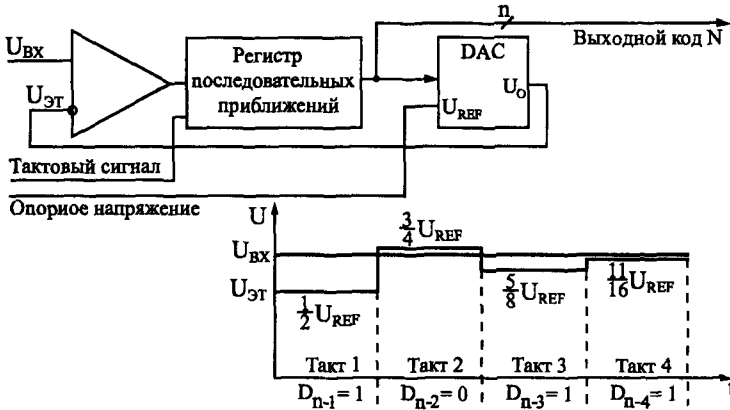 n
U_ВХ
Регистр
последовательных
приближений
DAC
Выходной код N
U_ЭТ
U_O
U_REF
Тактовый сигнал
Опорное напряжение
U
U_ВХ
3/4 U_REF
U_ЭТ
1/2 U_REF
5/8 U_REF
11/16 U_REF
Такт 1 Такт 2 Такт 3 Такт 4
t
D_n-1 = 1 D_n-2 = 0 D_n-3 = 1 D_n-4 = 1